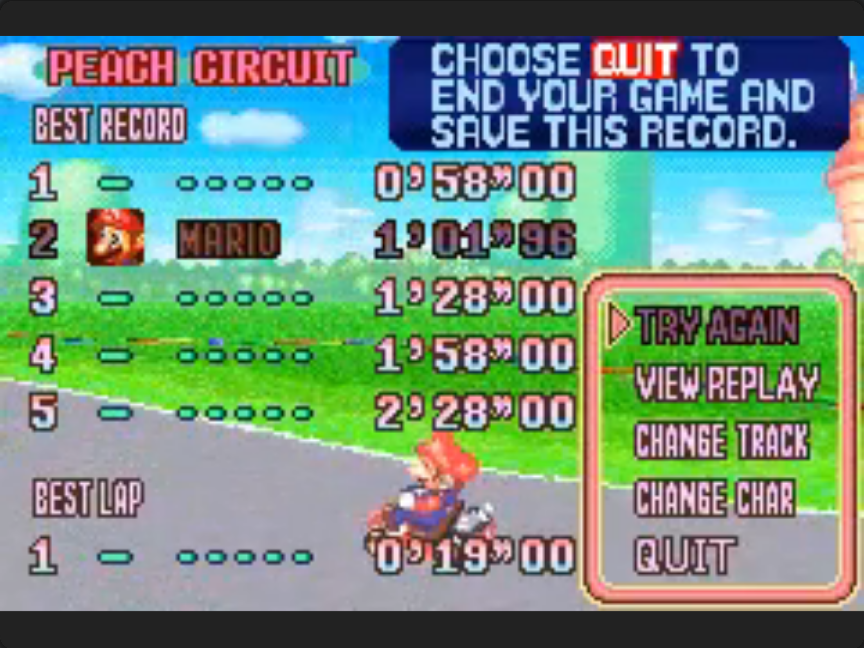 PEACH CIRCUIT
CHOOSE QUIT TO
END YOUR GAME AND
SAVE THIS RECORD.
BEST RECORD
1 - ----- 0'58"00
2 MARIO 1'01"96
3 - ----- 1'28"00
4 - ----- 1'58"00
5 - ----- 2'28"00
BEST LAP
1 - ----- 0'19"00
TRY AGAIN
VIEW REPLAY
CHANGE TRACK
CHANGE CHAR
QUIT